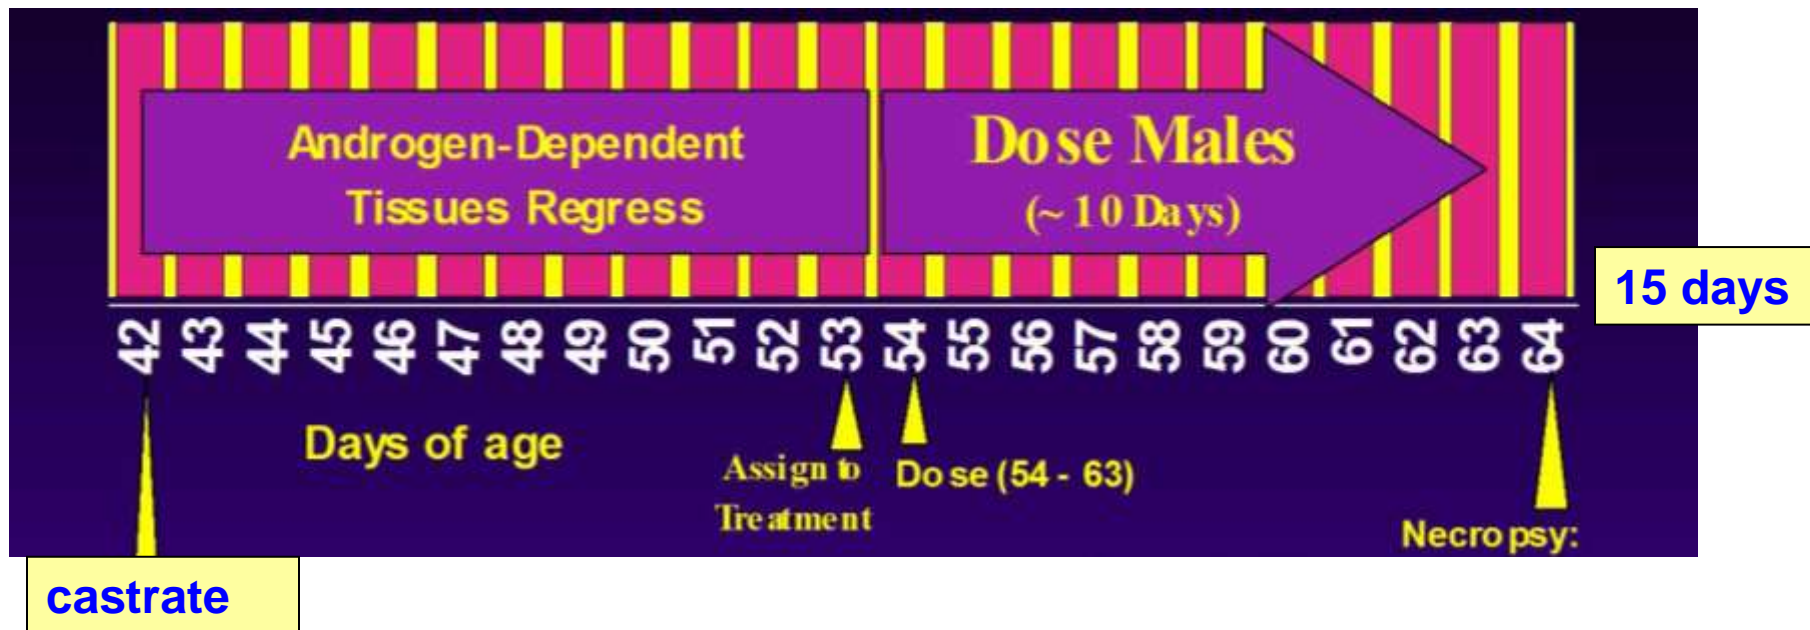 Androgen-Dependent
Tissues Regress
Dose Males
(~ 10 Days)
15 days
42 43 44 45 46 47 48 49 50 51 52 53 54 55 56 57 58 59 60 61 62 63 64
Days of age
Assign to
Treatment
Dose (54 - 63)
Necropsy:
castrate